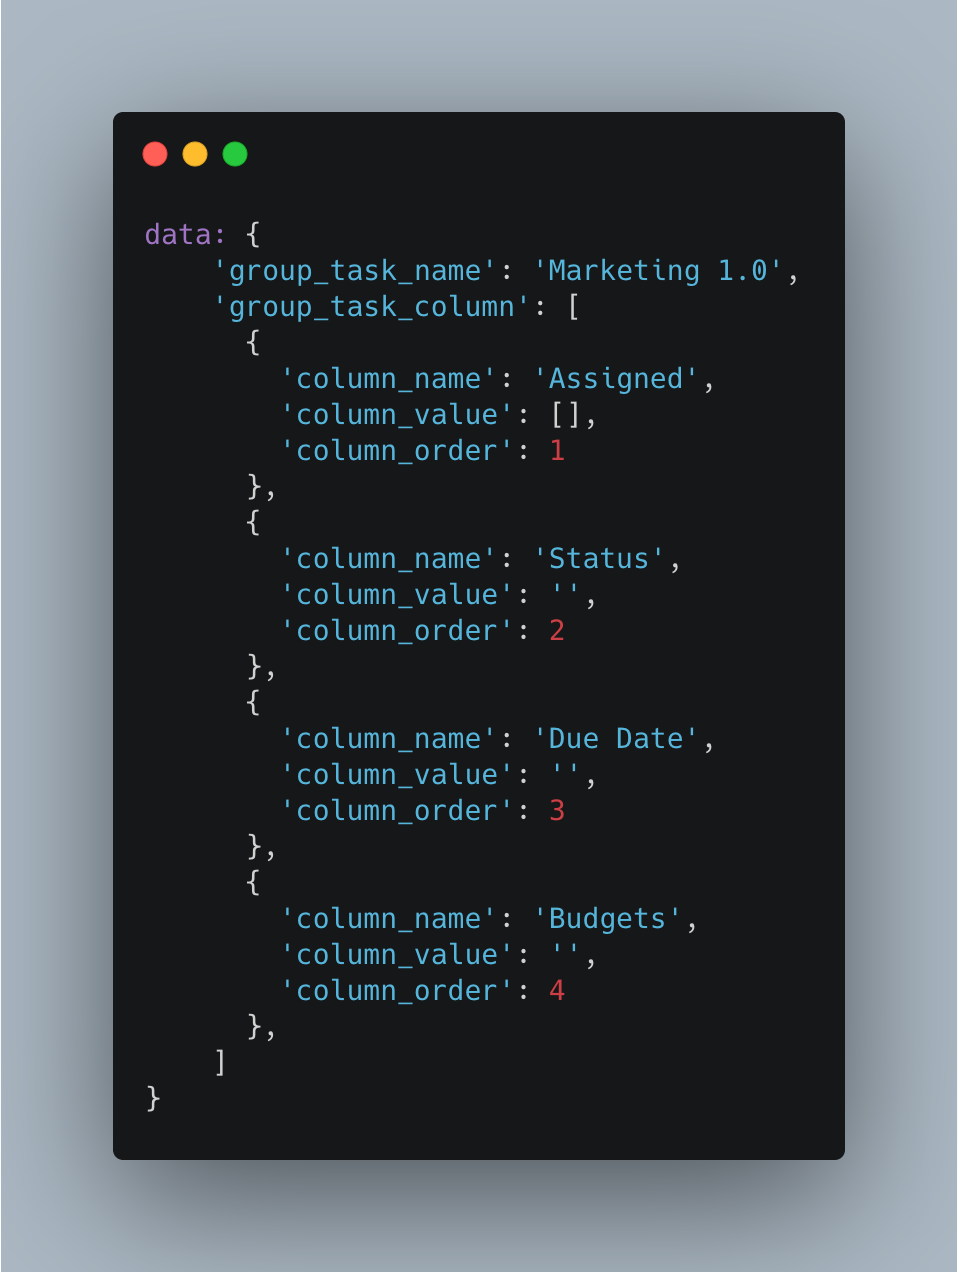 data: {
    'group_task_name': 'Marketing 1.0',
    'group_task_column': [
      {
        'column_name': 'Assigned',
        'column_value': [],
        'column_order': 1
      },
      {
        'column_name': 'Status',
        'column_value': '',
        'column_order': 2
      },
      {
        'column_name': 'Due Date',
        'column_value': '',
        'column_order': 3
      },
      {
        'column_name': 'Budgets',
        'column_value': '',
        'column_order': 4
      },
    ]
}